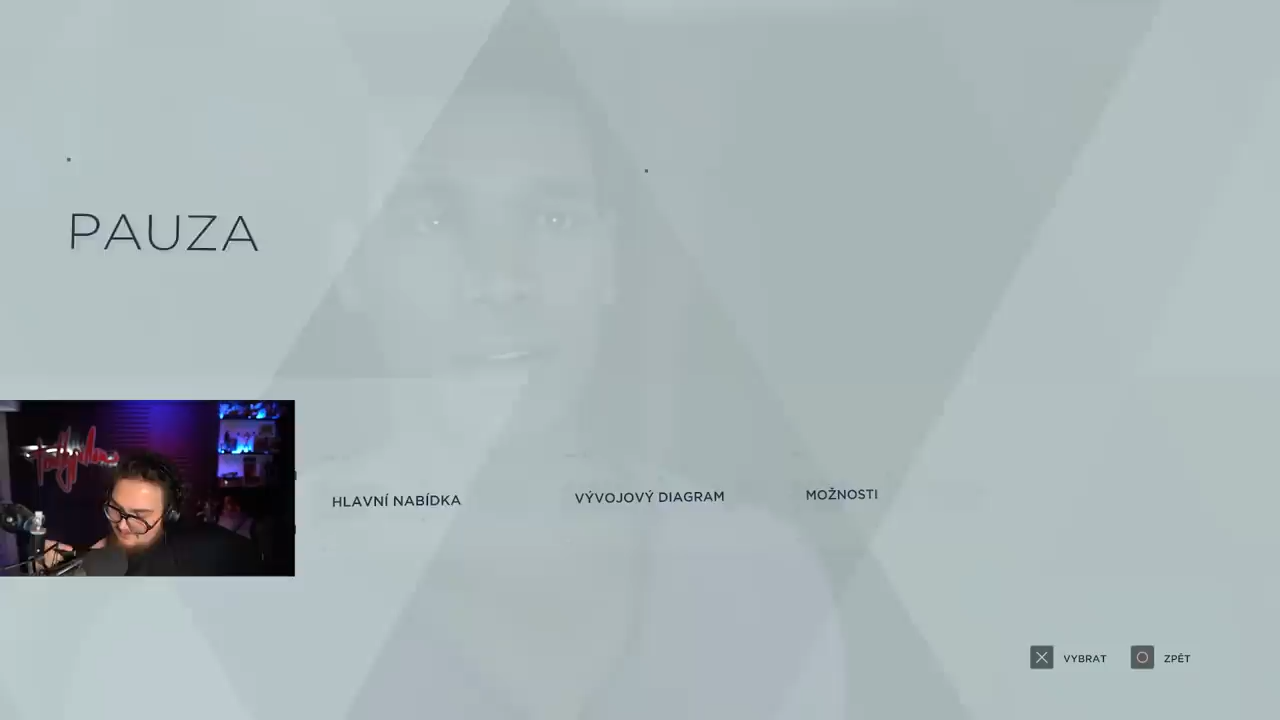 PAUZA
HLAVNÍ NABÍDKA
VÝVOJOVÝ DIAGRAM
MOŽNOSTI
VYBRAT
ZPĚT